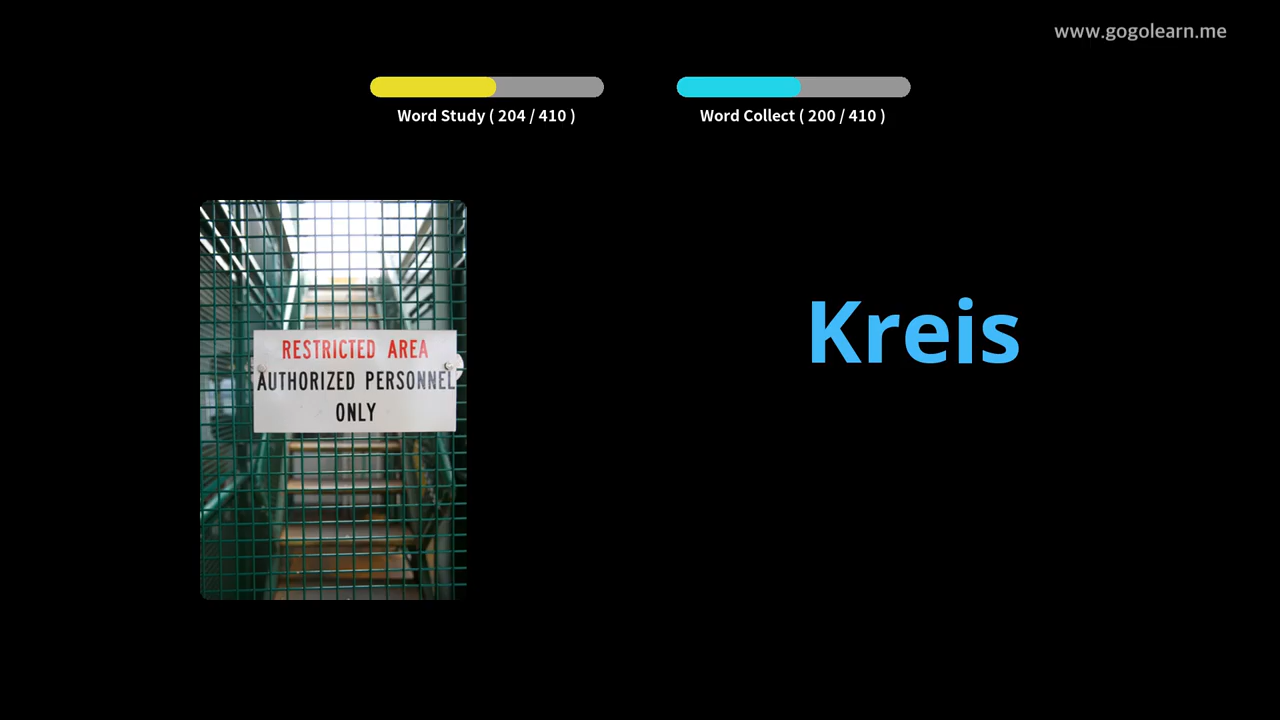 www.gogolearn.me
Word Study ( 204 / 410 )
Word Collect ( 200 / 410 )
RESTRICTED AREA
AUTHORIZED PERSONNEL
ONLY
Kreis